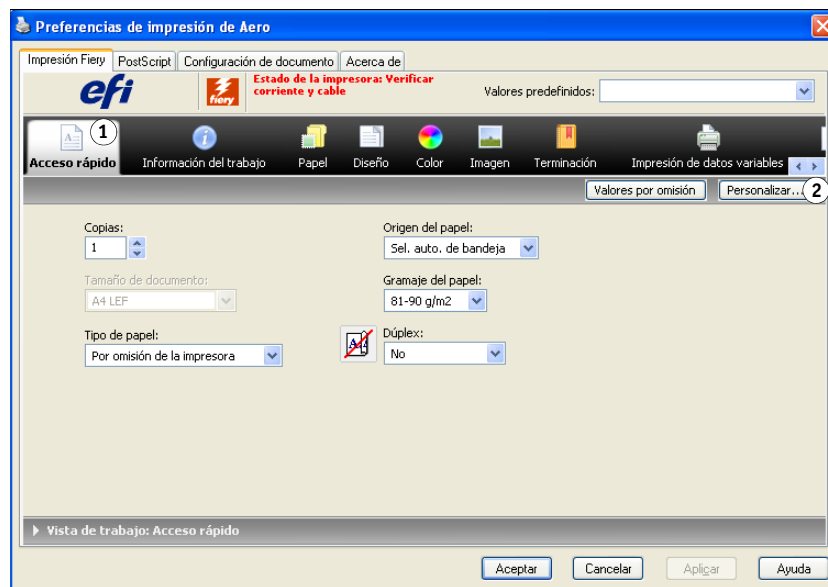 Preferencias de impresión de Aero
Impresión Fiery
PostScript
Configuración de documento
Acerca de
efi
fiery
Estado de la impresora: Verificar
corriente y cable
Valores predefinidos:
1
Acceso rápido
Información del trabajo
Papel
Diseño
Color
Imagen
Terminación
Impresión de datos variables
Valores por omisión
Personalizar...
2
Copias:
1
Origen del papel:
Sel. auto. de bandeja
Tamaño de documento:
A4 LEF
Gramaje del papel:
81-90 g/m2
Tipo de papel:
Por omisión de la impresora
Dúplex:
No
Vista de trabajo: Acceso rápido
Aceptar
Cancelar
Aplicar
Ayuda